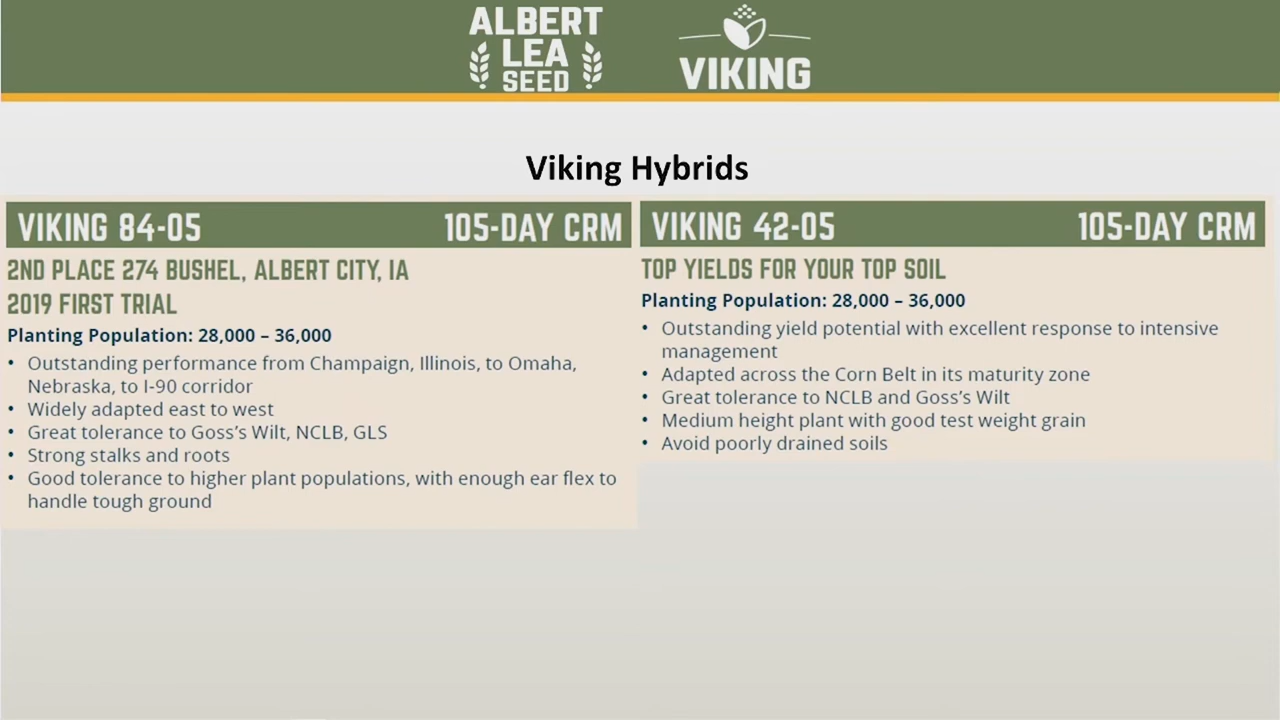 ALBERT
LEA
SEED
VIKING
Viking Hybrids
VIKING 84-05 105-DAY CRM
2ND PLACE 274 BUSHEL, ALBERT CITY, IA
2019 FIRST TRIAL
Planting Population: 28,000 – 36,000
• Outstanding performance from Champaign, Illinois, to Omaha,
Nebraska, to I-90 corridor
• Widely adapted east to west
• Great tolerance to Goss's Wilt, NCLB, GLS
• Strong stalks and roots
• Good tolerance to higher plant populations, with enough ear flex to
handle tough ground
VIKING 42-05 105-DAY CRM
TOP YIELDS FOR YOUR TOP SOIL
Planting Population: 28,000 – 36,000
• Outstanding yield potential with excellent response to intensive
management
• Adapted across the Corn Belt in its maturity zone
• Great tolerance to NCLB and Goss's Wilt
• Medium height plant with good test weight grain
• Avoid poorly drained soils